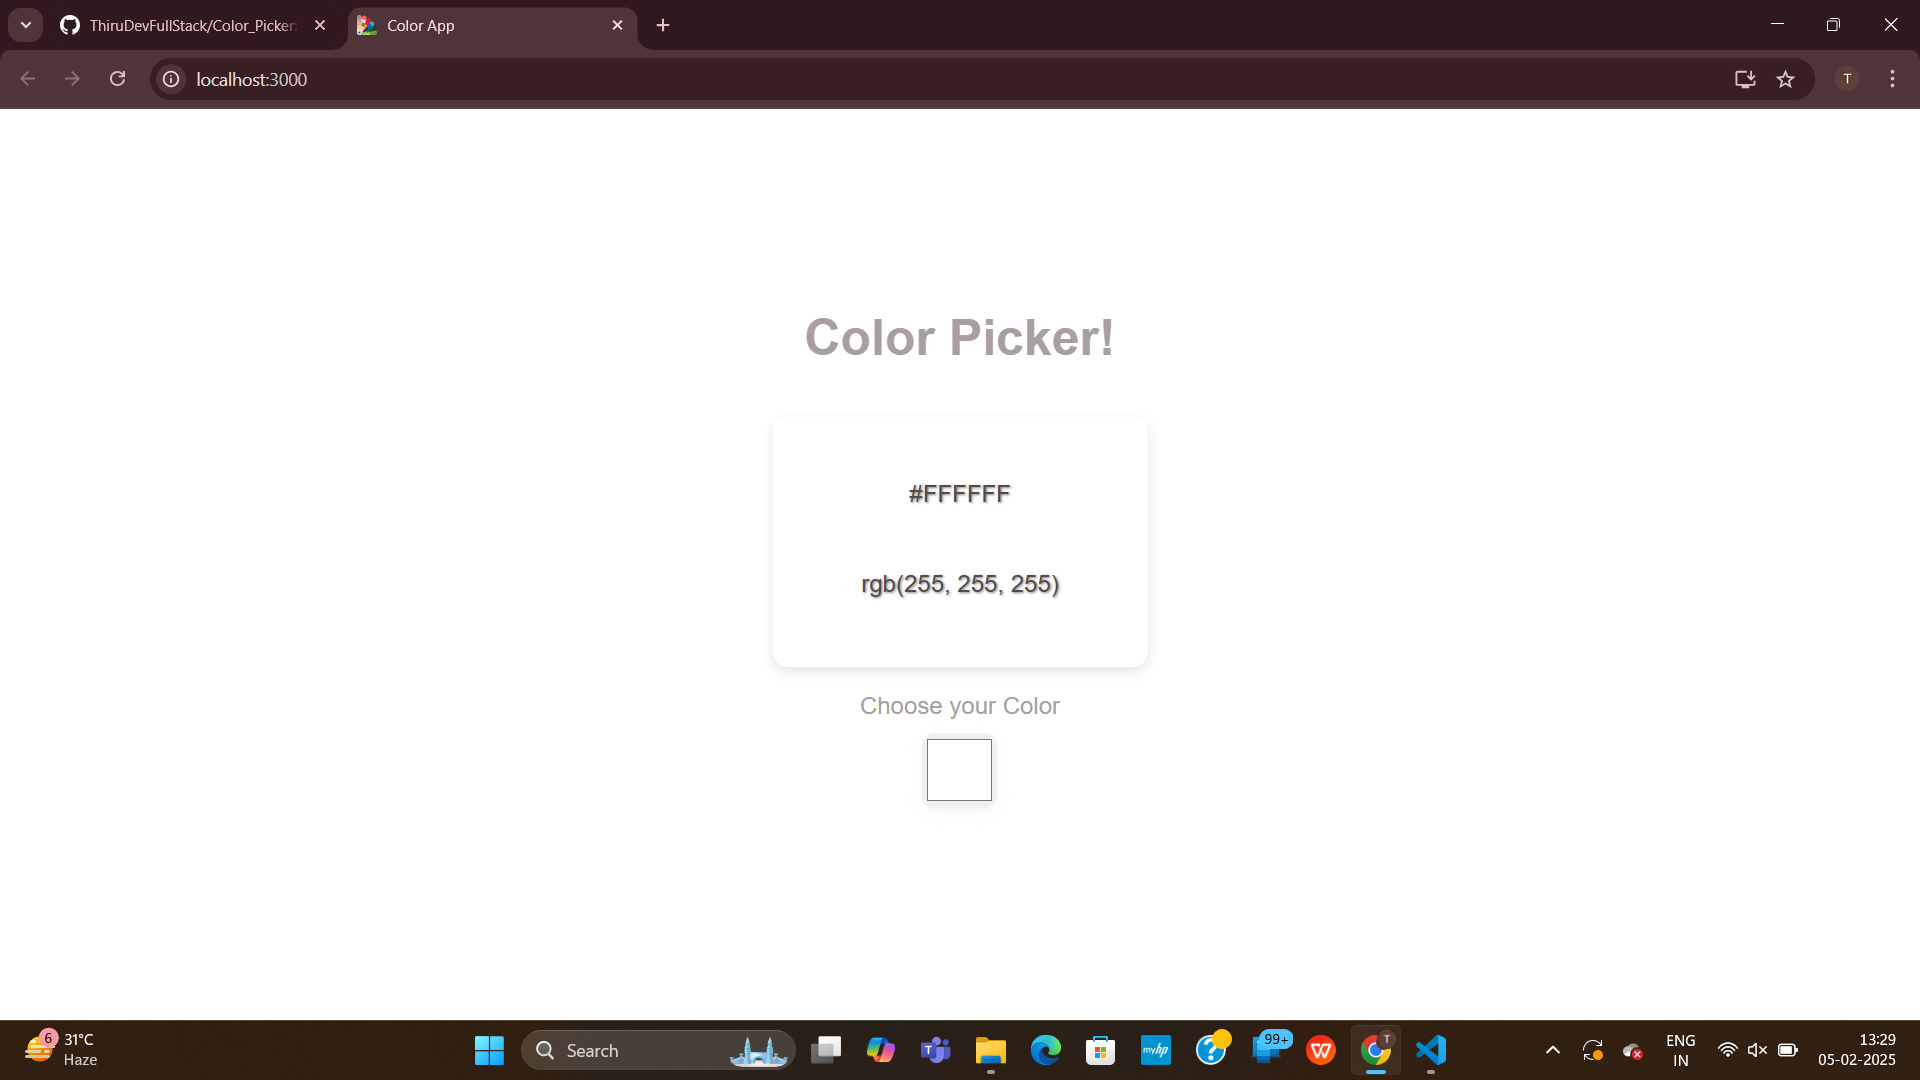 ThiruDevFullStack/Color_Picker:
Color App
localhost:3000
T
Color Picker!
#FFFFFF
rgb(255, 255, 255)
Choose your Color
6
31°C
Haze
Search
T
myhp
?
99+
W
T
ENG
IN
13:29
05-02-2025